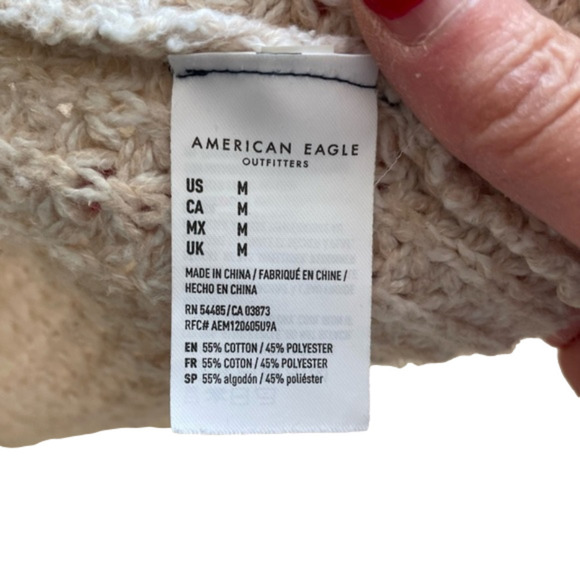 AMERICAN EAGLE
OUTFITTERS
US M
CA M
MX M
UK M
MADE IN CHINA / FABRIQUÉ EN CHINE /
HECHO EN CHINA
RN 54485/CA 03873
RFC# AEM120605U9A
EN 55% COTTON / 45% POLYESTER
FR 55% COTON / 45% POLYESTER
SP 55% algodón / 45% poliéster